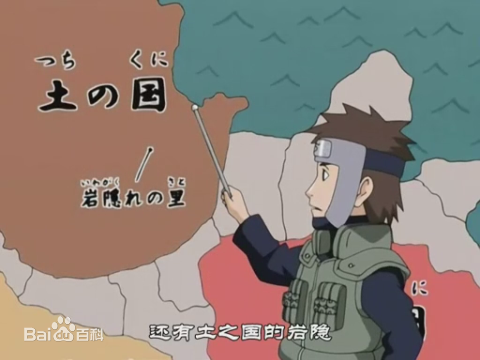 つち くに
土の国
いわがく さと
岩隠れの里
Bai百科
还有土之国的岩隐